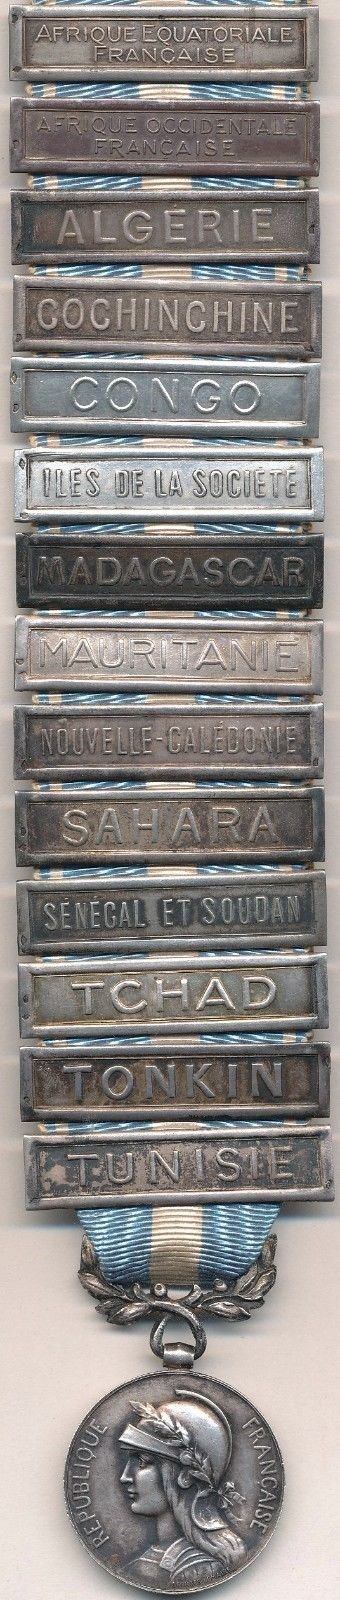 AFRIQUE EQUATORIALE
FRANÇAISE
AFRIQUE OCCIDENTALE
FRANÇAISE
ALGÉRIE
COCHINCHINE
CONGO
ILES DE LA SOCIÉTÉ
MADAGASCAR
MAURITANIE
NOUVELLE-CALÉDONIE
SAHARA
SÉNÉGAL ET SOUDAN
TCHAD
TONKIN
TUNISIE
RÉPUBLIQUE FRANÇAISE